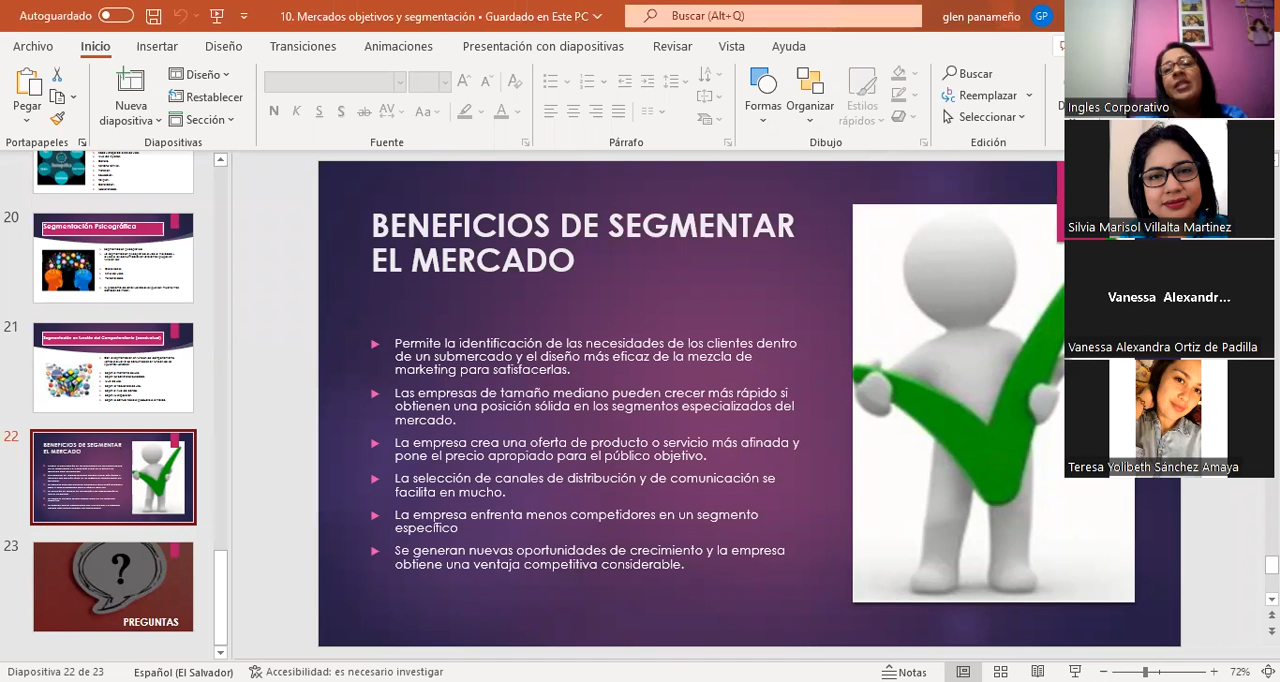 Autoguardado
10. Mercados objetivos y segmentación • Guardado en Este PC
Buscar (Alt+Q)
glen panameño
GP
Archivo Inicio Insertar Diseño Transiciones Animaciones Presentación con diapositivas Revisar Vista Ayuda
Pegar
Nueva
diapositiva
Diseño
Restablecer
Sección
N K S S ab AV Aa A
Formas
Organizar
Estilos
rápidos
Buscar
Reemplazar
Seleccionar
Portapapeles
Diapositivas
Fuente
Párrafo
Dibujo
Edición
20
Segmentación Psicográfica
21
Segmentación en función del Comportamiento (conductual)
22
BENEFICIOS DE SEGMENTAR
EL MERCADO
23
?
PREGUNTAS
BENEFICIOS DE SEGMENTAR
EL MERCADO
Permite la identificación de las necesidades de los clientes dentro
de un submercado y el diseño más eficaz de la mezcla de
marketing para satisfacerlas.
Las empresas de tamaño mediano pueden crecer más rápido si
obtienen una posición sólida en los segmentos especializados del
mercado.
La empresa crea una oferta de producto o servicio más afinada y
pone el precio apropiado para el público objetivo.
La selección de canales de distribución y de comunicación se
facilita en mucho.
La empresa enfrenta menos competidores en un segmento
específico
Se generan nuevas oportunidades de crecimiento y la empresa
obtiene una ventaja competitiva considerable.
Ingles Corporativo
Silvia Marisol Villalta Martinez
Vanessa Alexandr...
Vanessa Alexandra Ortiz de Padilla
Teresa Yolibeth Sánchez Amaya
Diapositiva 22 de 23
Español (El Salvador)
Accesibilidad: es necesario investigar
Notas
72%